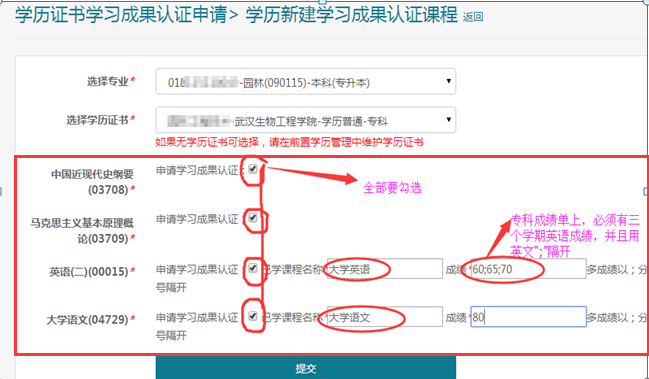 学历证书学习成果认证申请> 学历新建学习成果认证课程 返回
选择专业* 018 -园林(090115)-本科(专升本)
选择学历证书* -武汉生物工程学院-学历普通-专科
如果无学历证书可选择，请在前置学历管理中维护学历证书
中国近现代史纲要 申请学习成果认证：
(03708)*
全部要勾选
马克思主义基本原理概 申请学习成果认证：
论(03709)*
专科成绩单上，必须有三
个学期英语成绩，并且用
英文“;”隔开
英语(二)(00015)* 申请学习成果认证： 已学课程名称*大学英语 成绩*60;65;70 多成绩以；分
号隔开
大学语文(04729)* 申请学习成果认证： 已学课程名称*大学语文 成绩*80 多成绩以；分
号隔开
提交